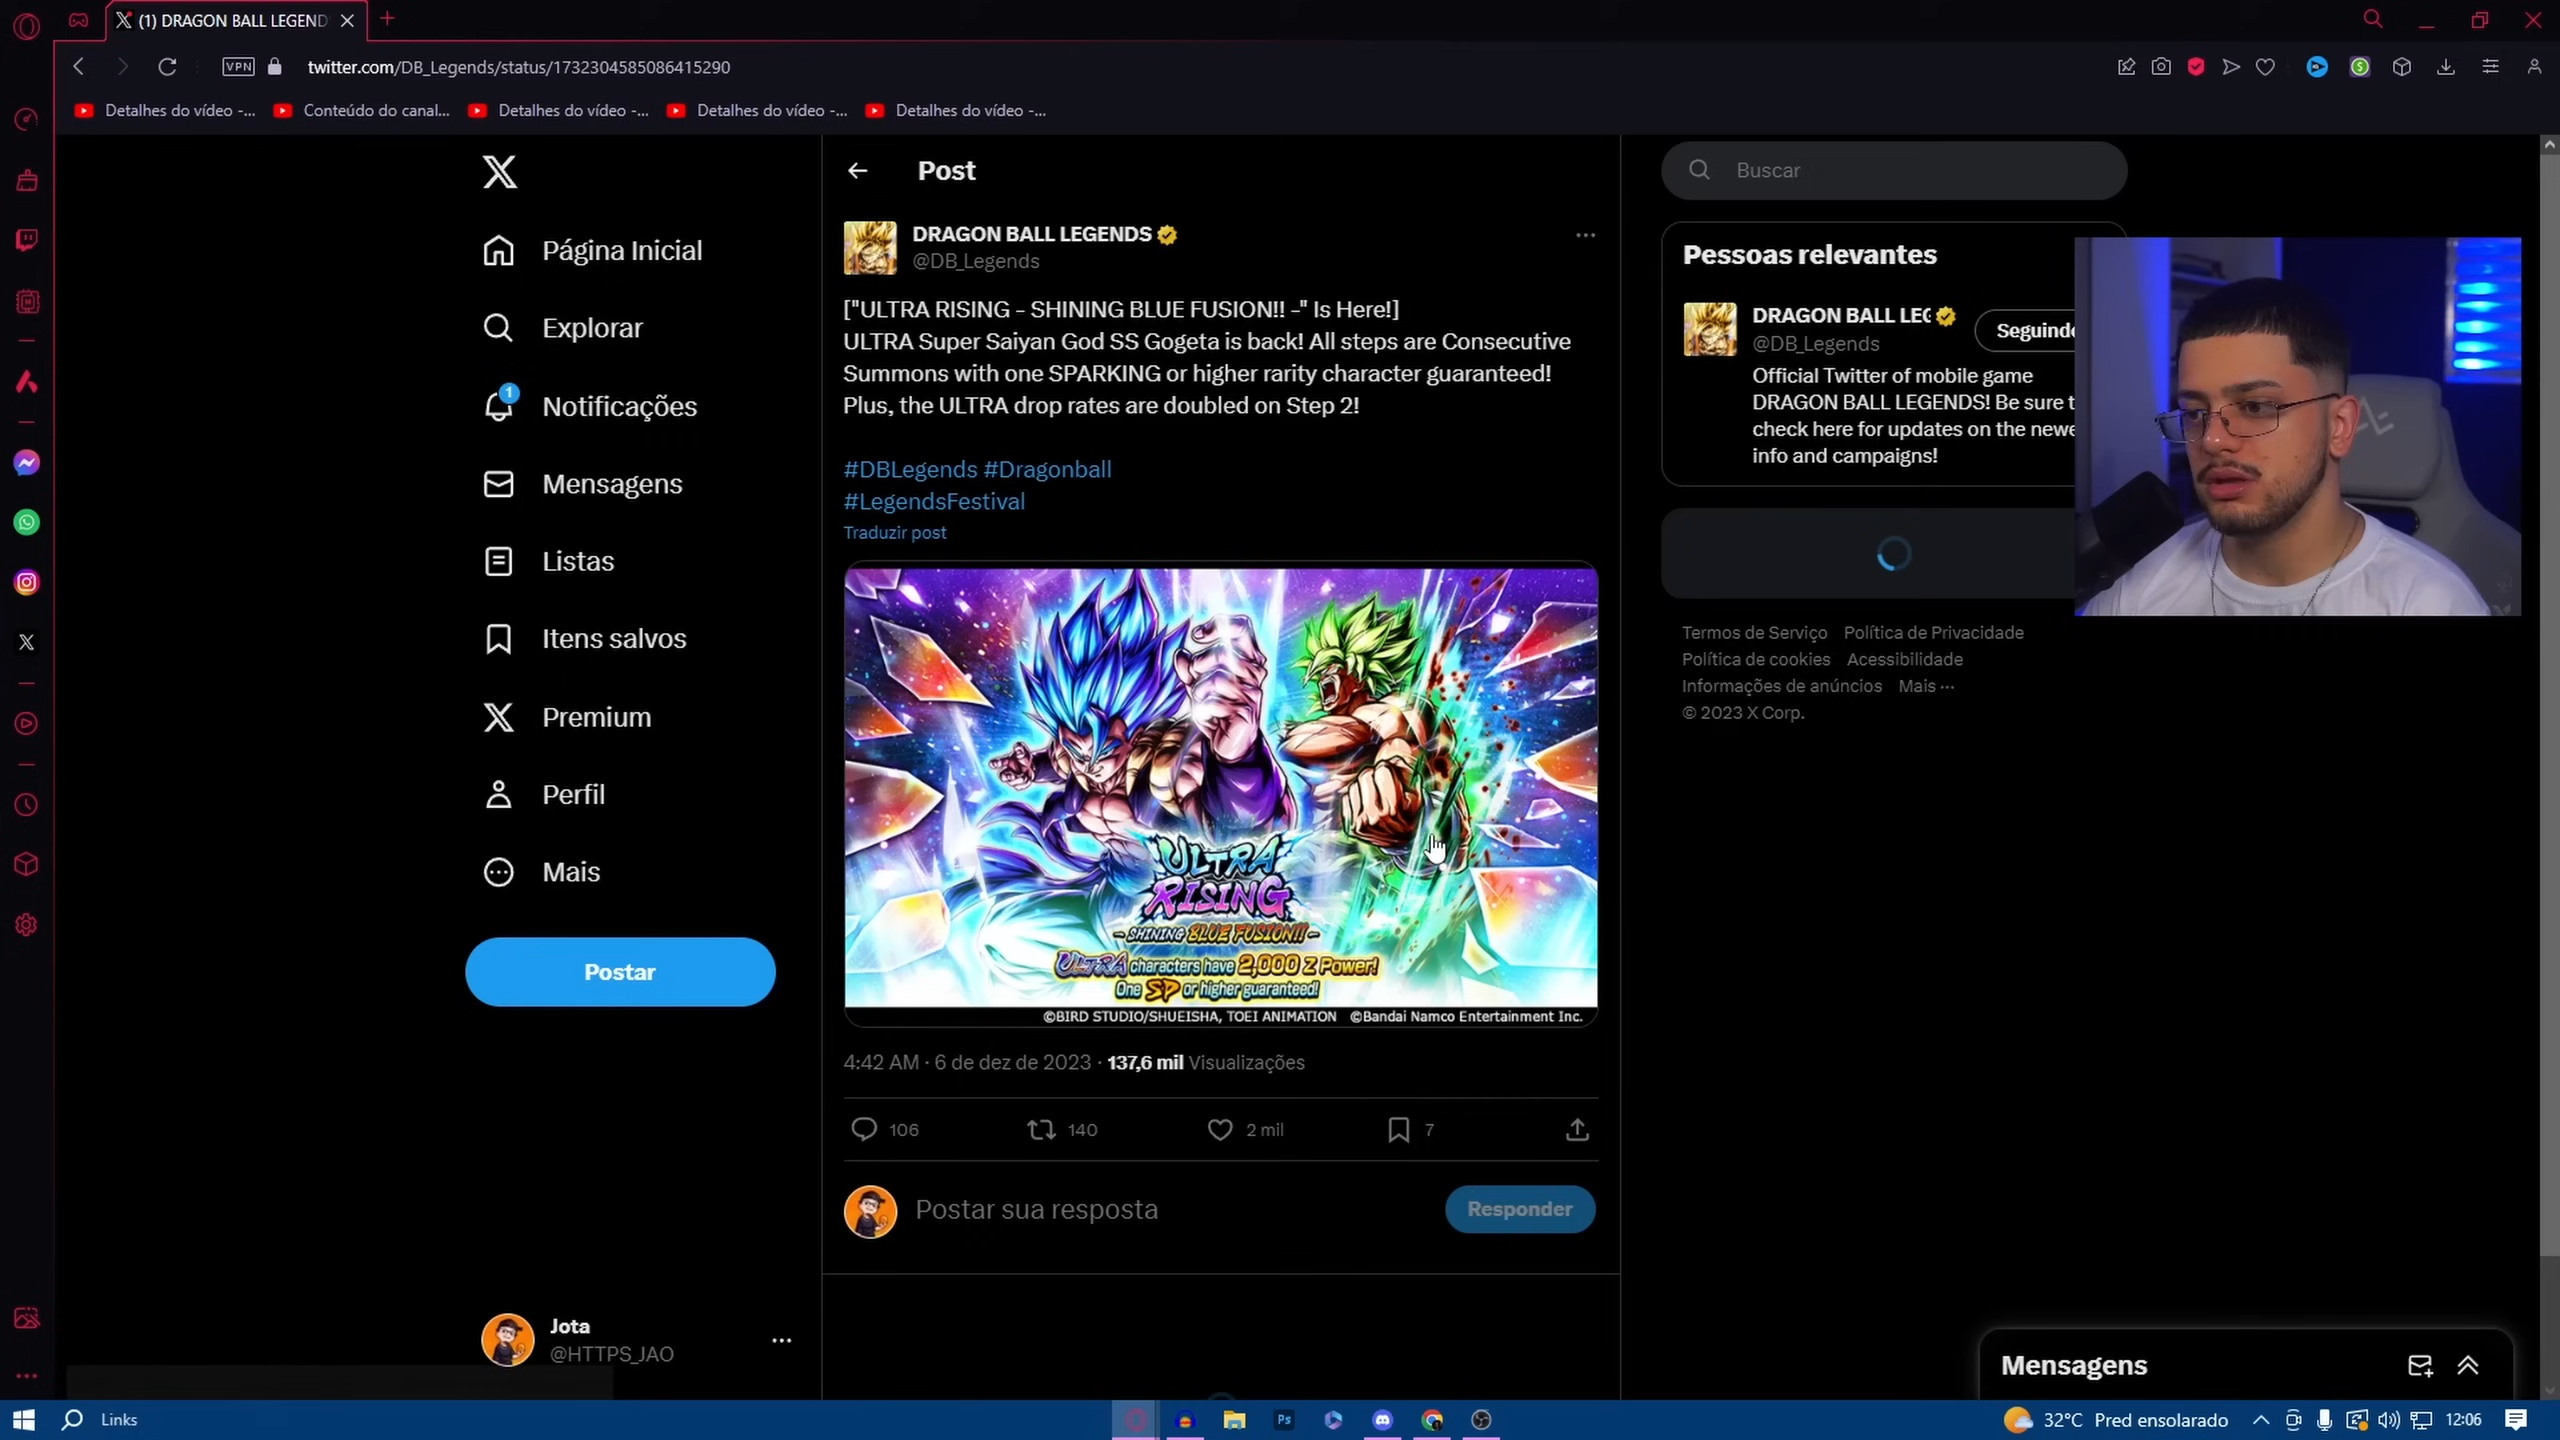 (1) DRAGON BALL LEGEND
VPN
twitter.com/DB_Legends/status/1732304585086415290
Detalhes do vídeo -...
Conteúdo do canal...
Detalhes do vídeo -...
Detalhes do vídeo -...
Detalhes do vídeo -...
Página Inicial
Explorar
1
Notificações
Mensagens
Listas
Itens salvos
Premium
Perfil
Mais
Postar
Jota
@HTTPS_JAO
Post
DRAGON BALL LEGENDS
@DB_Legends
["ULTRA RISING - SHINING BLUE FUSION!! -" Is Here!]
ULTRA Super Saiyan God SS Gogeta is back! All steps are Consecutive
Summons with one SPARKING or higher rarity character guaranteed!
Plus, the ULTRA drop rates are doubled on Step 2!
#DBLegends #Dragonball
#LegendsFestival
Traduzir post
ULTRA
RISING
- SHINING BLUE FUSION!! -
ULTRA characters have 2,000 Z Power!
One SP or higher guaranteed!
©BIRD STUDIO/SHUEISHA, TOEI ANIMATION ©Bandai Namco Entertainment Inc.
4:42 AM · 6 de dez de 2023 · 137,6 mil Visualizações
106
140
2 mil
7
Postar sua resposta
Responder
Buscar
Pessoas relevantes
DRAGON BALL LEG
@DB_Legends
Seguindo
Official Twitter of mobile game
DRAGON BALL LEGENDS! Be sure t
check here for updates on the newe
info and campaigns!
Termos de Serviço Política de Privacidade
Política de cookies Acessibilidade
Informações de anúncios Mais ···
© 2023 X Corp.
Mensagens
Links
Ps
32°C Pred ensolarado
12:06